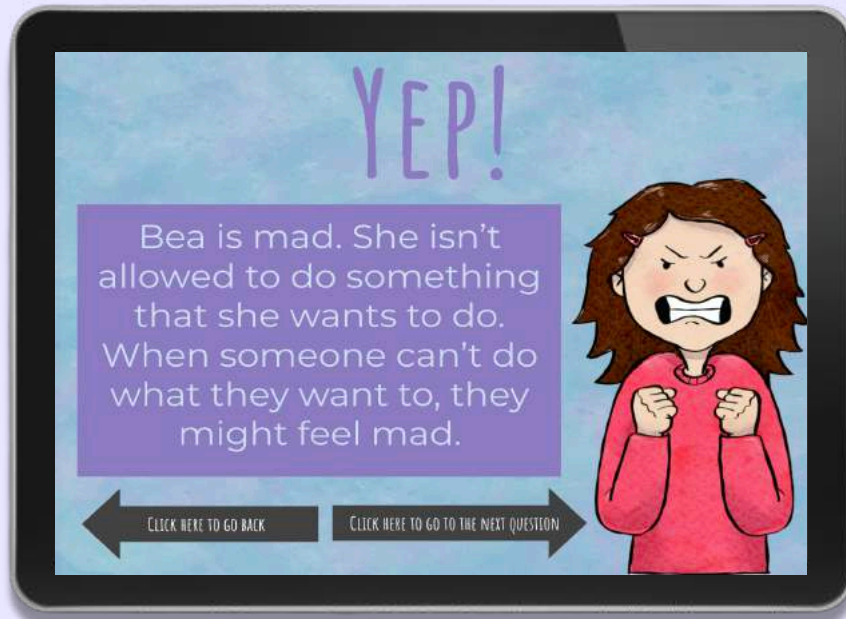 YEP!
Bea is mad. She isn't
allowed to do something
that she wants to do.
When someone can't do
what they want to, they
might feel mad.
CLICK HERE TO GO BACK
CLICK HERE TO GO TO THE NEXT QUESTION